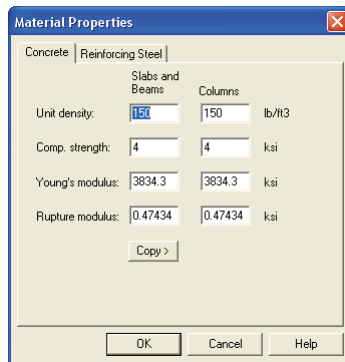 Material Properties
Concrete Reinforcing Steel
Slabs and
Beams Columns
Unit density: 150 150 lb/ft3
Comp. strength: 4 4 ksi
Young's modulus: 3834.3 3834.3 ksi
Rupture modulus: 0.47434 0.47434 ksi
Copy >
OK Cancel Help